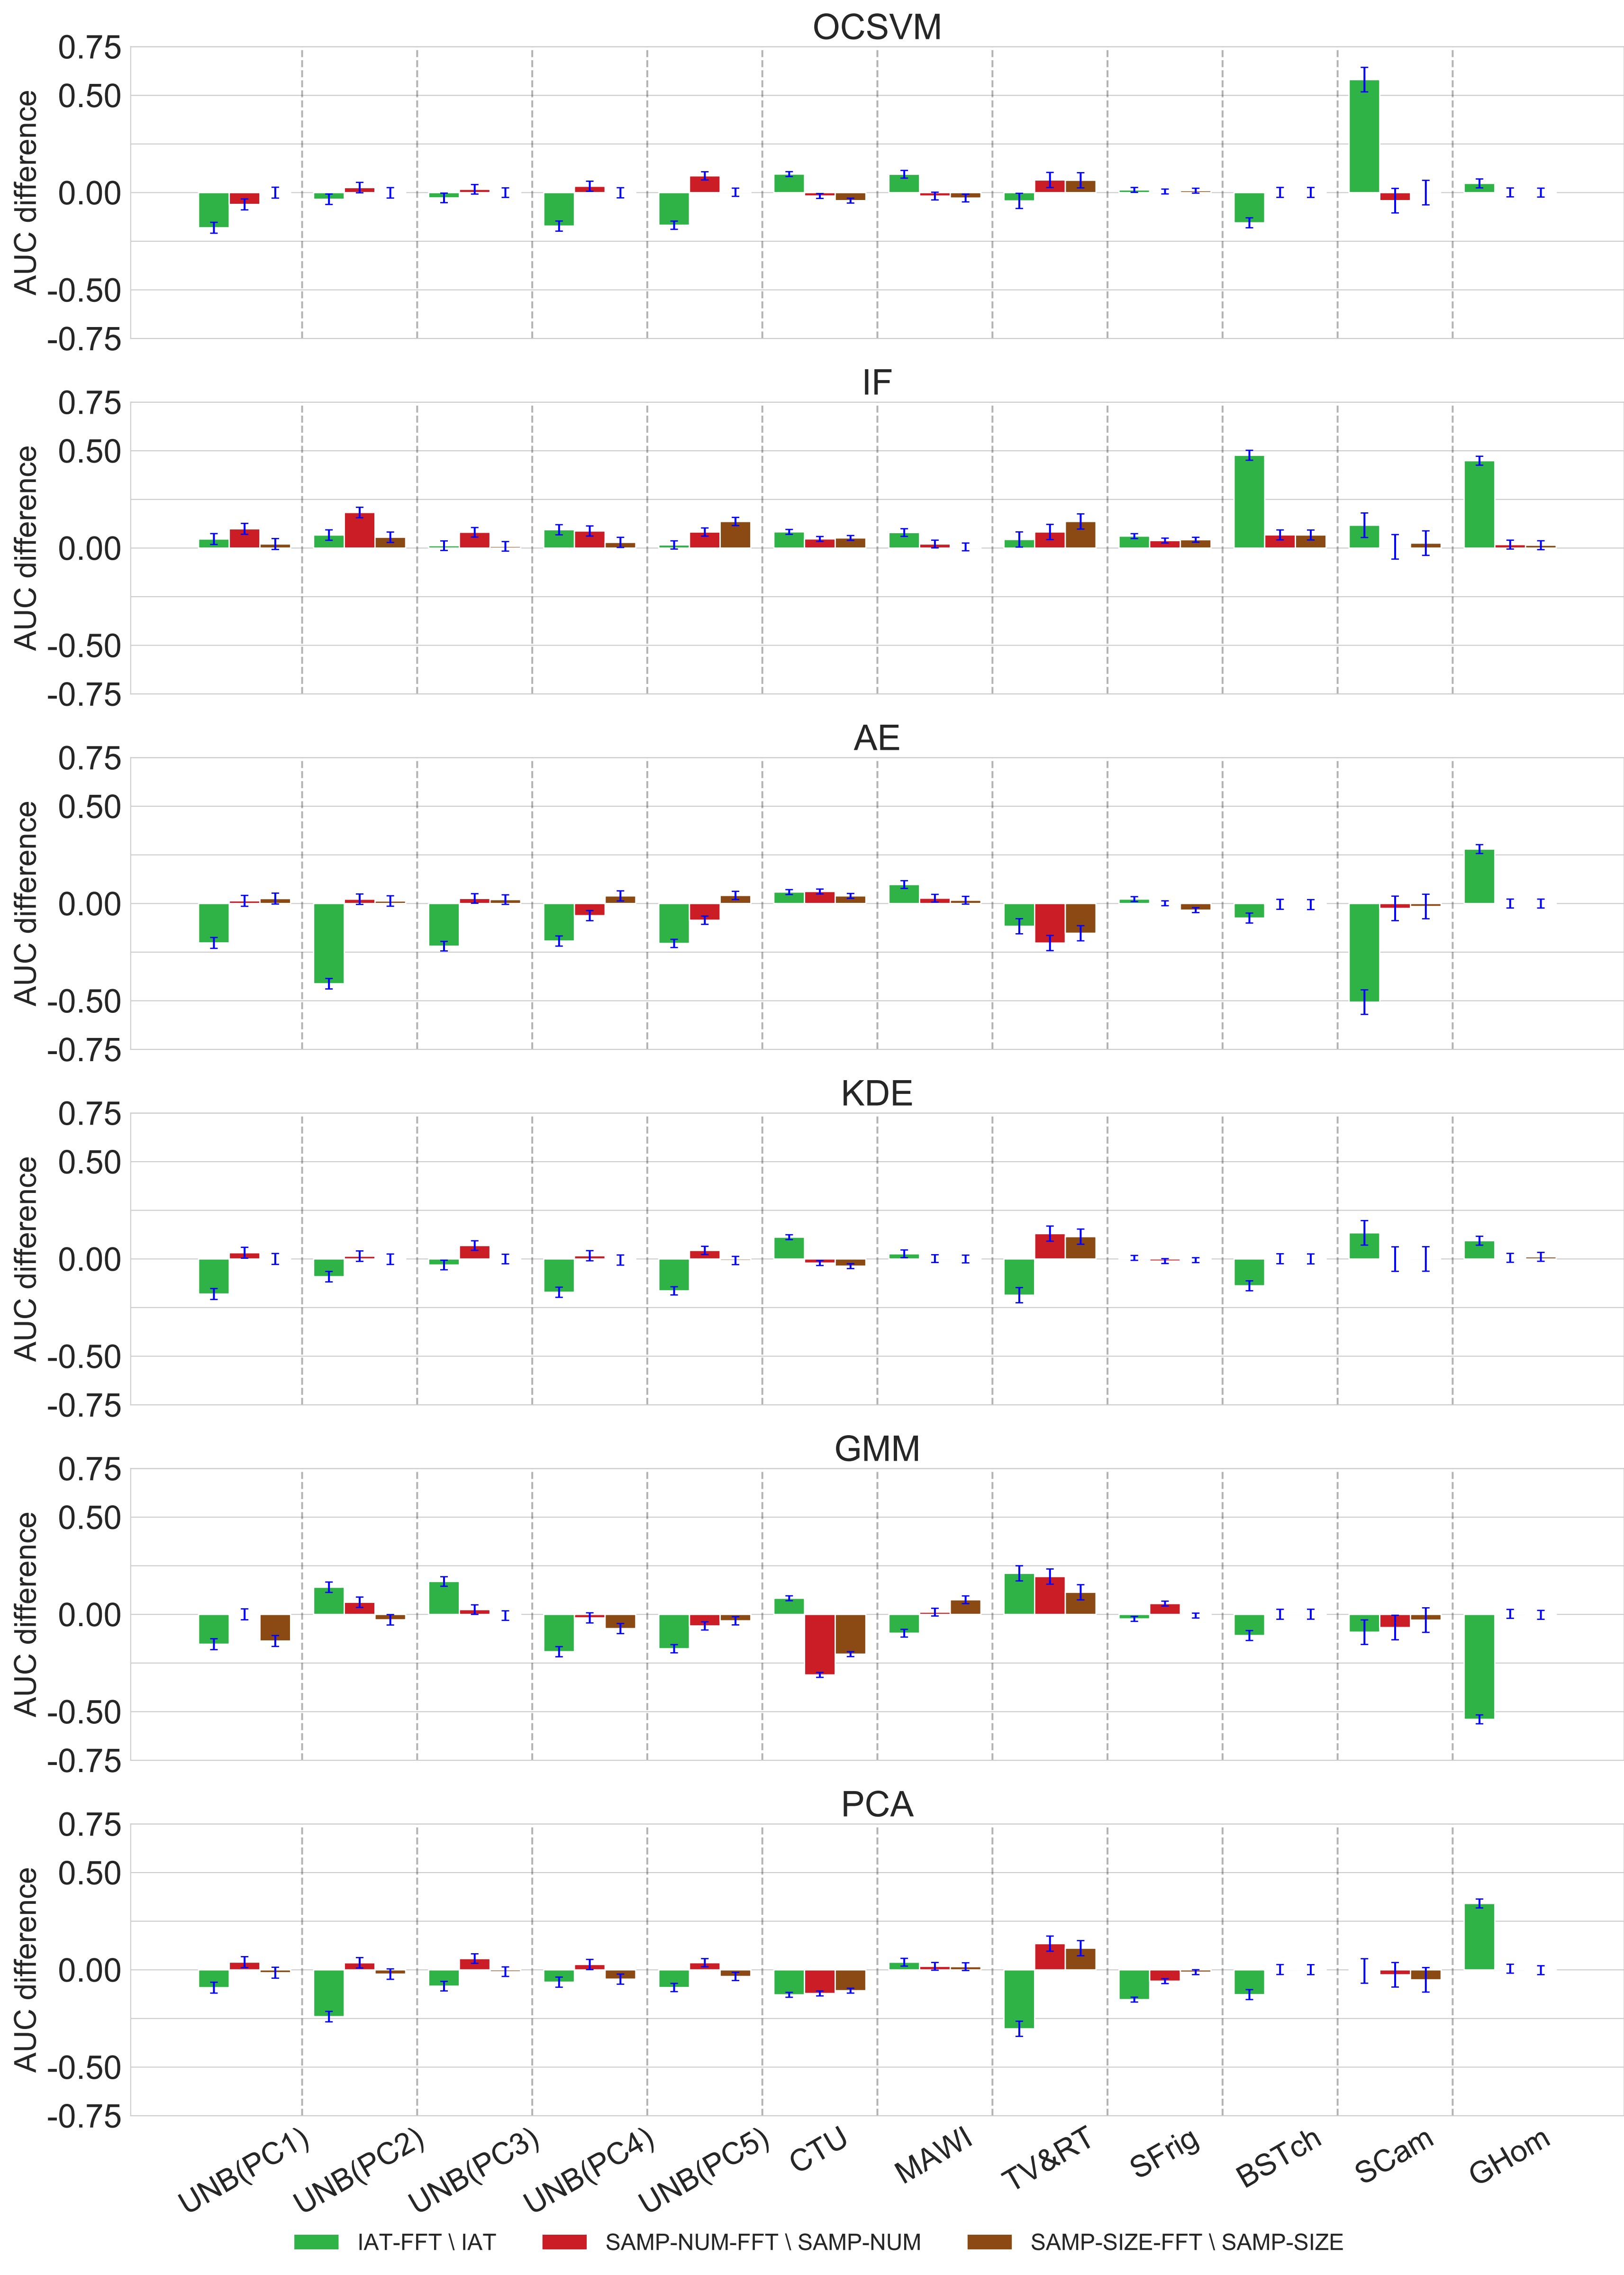 OCSVM
0.75
0.50
0.00
-0.50
-0.75
AUC difference
IF
0.75
0.50
0.00
-0.50
-0.75
AUC difference
AE
0.75
0.50
0.00
-0.50
-0.75
AUC difference
KDE
0.75
0.50
0.00
-0.50
-0.75
AUC difference
GMM
0.75
0.50
0.00
-0.50
-0.75
AUC difference
PCA
0.75
0.50
0.00
-0.50
-0.75
AUC difference
UNB(PC1) UNB(PC2) UNB(PC3) UNB(PC4) UNB(PC5) CTU MAWI TV&RT SFrig BSTch SCam GHom
IAT-FFT \ IAT SAMP-NUM-FFT \ SAMP-NUM SAMP-SIZE-FFT \ SAMP-SIZE